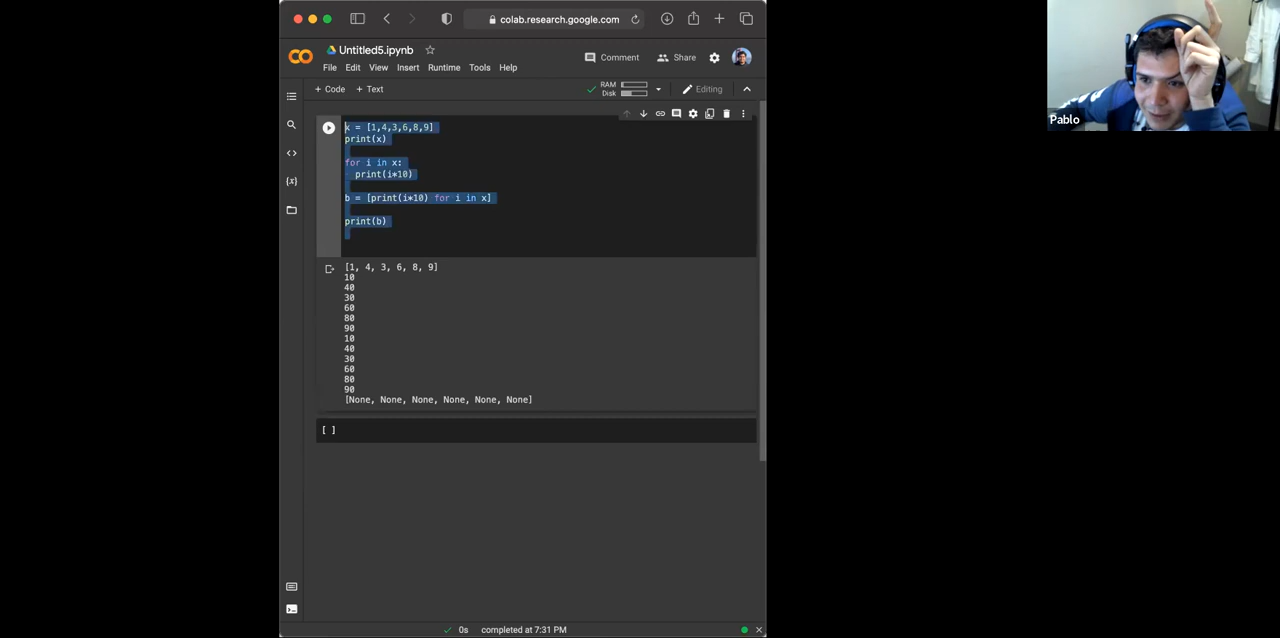 colab.research.google.com
Untitled5.ipynb
Comment
Share
File Edit View Insert Runtime Tools Help
+ Code + Text
RAM
Disk
Editing
x = [1,4,3,6,8,9]
print(x)
for i in x:
print(i*10)
b = [print(i*10) for i in x]
print(b)
[1, 4, 3, 6, 8, 9]
10
40
30
60
80
90
10
40
30
60
80
90
[None, None, None, None, None, None]
[ ]
0s completed at 7:31 PM
Pablo